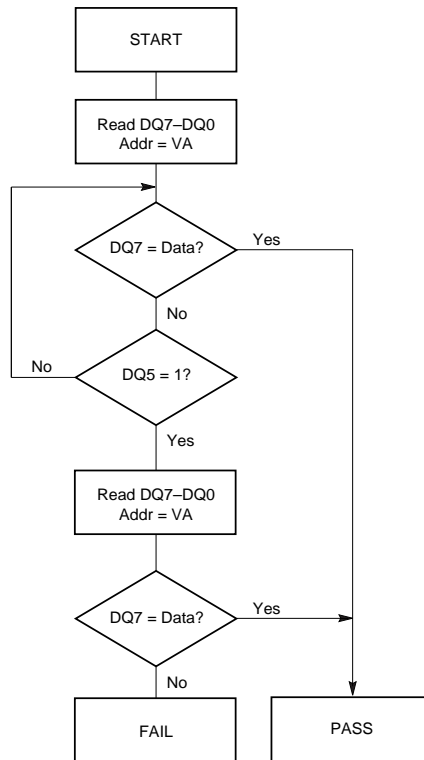 START
Read DQ7–DQ0
Addr = VA
DQ7 = Data?
Yes
No
No
DQ5 = 1?
Yes
Read DQ7–DQ0
Addr = VA
DQ7 = Data?
Yes
No
FAIL
PASS